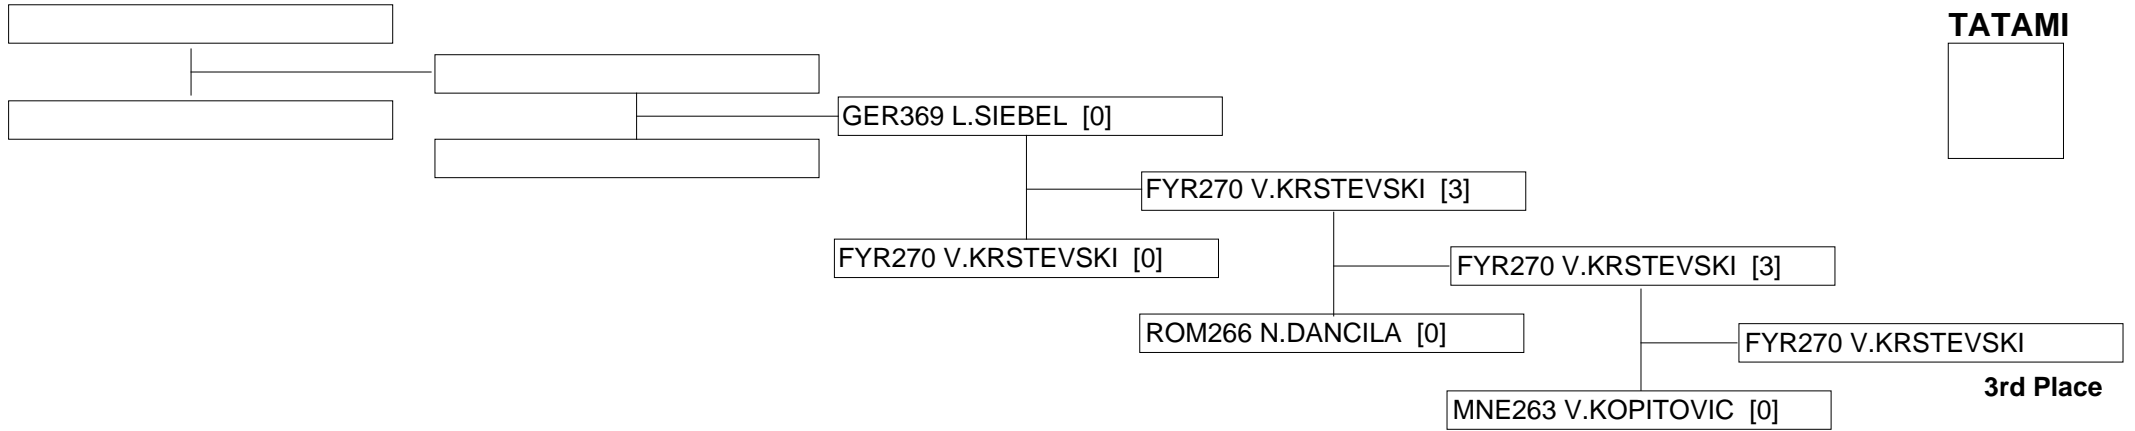 TATAMI
GER369 L.SIEBEL [0]
FYR270 V.KRSTEVSKI [3]
FYR270 V.KRSTEVSKI [0]
FYR270 V.KRSTEVSKI [3]
ROM266 N.DANCILA [0]
FYR270 V.KRSTEVSKI
3rd Place
MNE263 V.KOPITOVIC [0]